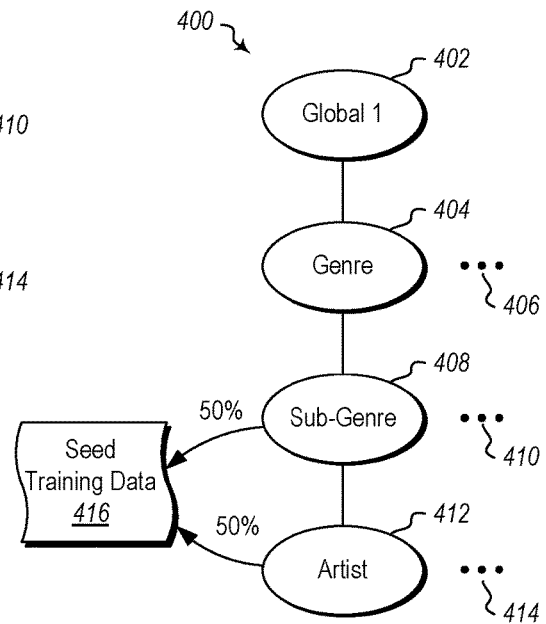 400
402
410
Global 1
404
414
Genre
406
408
50%
Sub-Genre
Seed
Training Data
416
410
50%
412
Artist
414